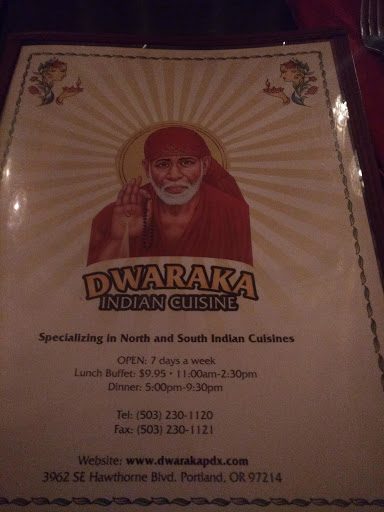 DWARAKA
INDIAN CUISINE
Specializing in North and South Indian Cuisines
OPEN: 7 days a week
Lunch Buffet: $9.95 • 11:00am-2:30pm
Dinner: 5:00pm-9:30pm
Tel: (503) 230-1120
Fax: (503) 230-1121
Website: www.dwarakapdx.com
3962 SE Hawthorne Blvd. Portland, OR 97214